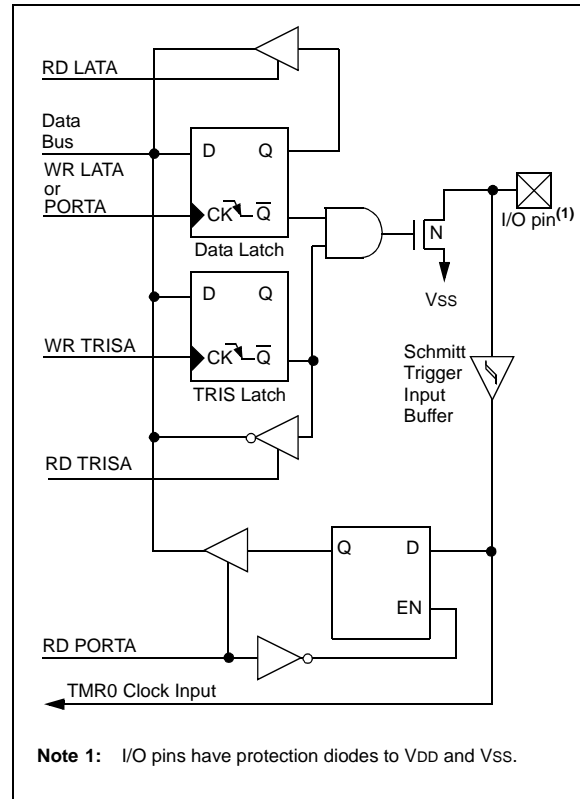 RD LATA
Data
Bus
D Q
WR LATA
or
PORTA
CK Q
Data Latch
N
I/O pin(1)
VSS
D Q
WR TRISA
CK Q
TRIS Latch
Schmitt
Trigger
Input
Buffer
RD TRISA
Q D
EN
RD PORTA
TMR0 Clock Input
Note 1: I/O pins have protection diodes to VDD and VSS.